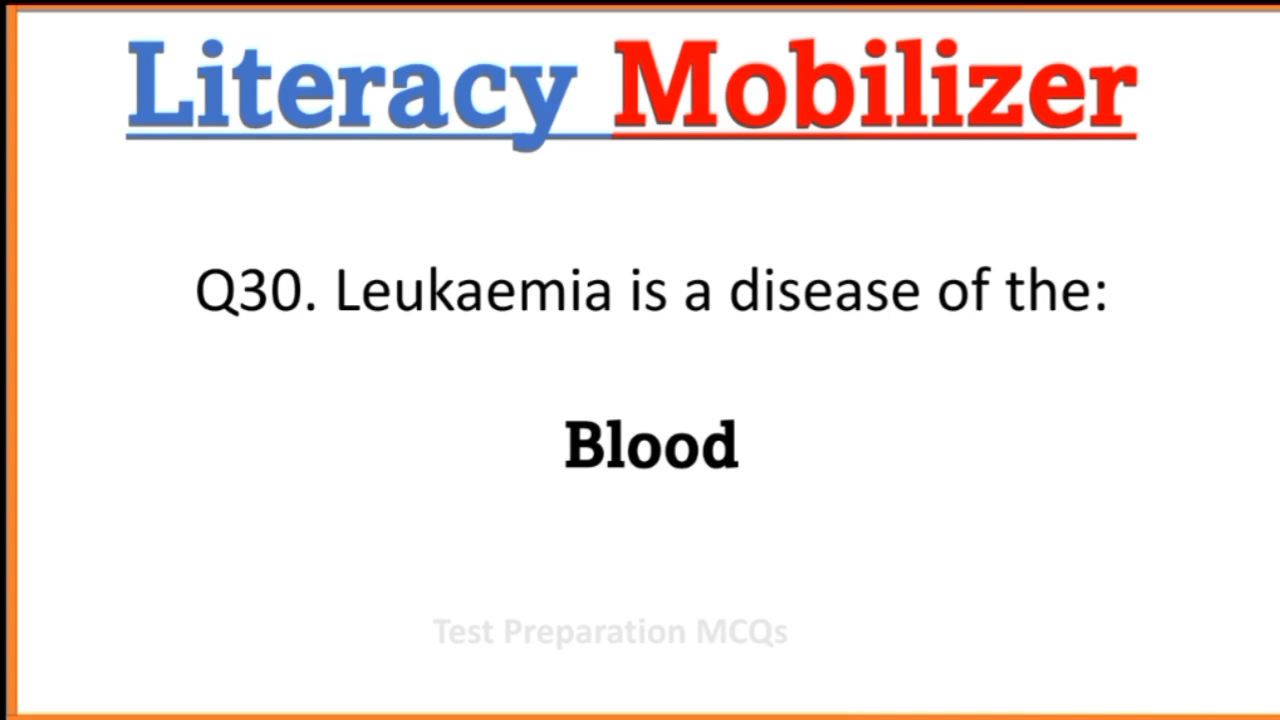 Literacy Mobilizer
Q30. Leukaemia is a disease of the:
Blood
Test Preparation MCQs